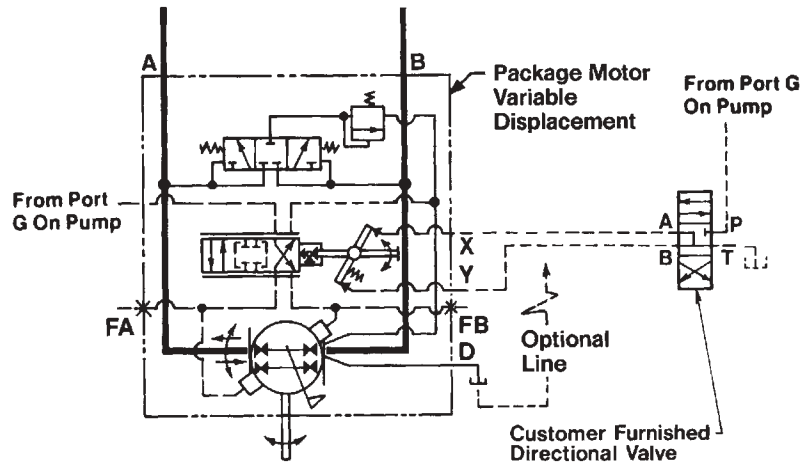 A
B
Package Motor
Variable
Displacement
From Port G
On Pump
From Port
G On Pump
A
P
B
T
X
Y
FA
FB
D
Optional
Line
Customer Furnished
Directional Valve